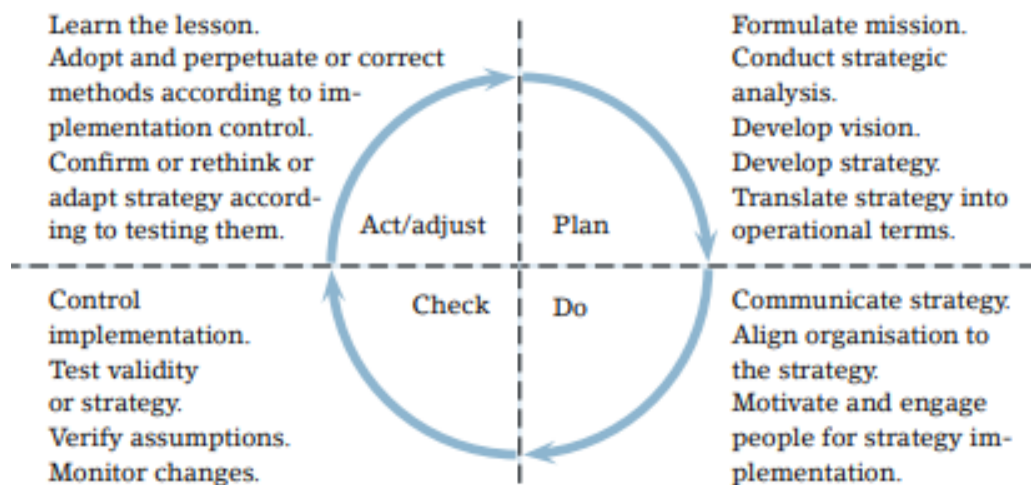 Learn the lesson.
Adopt and perpetuate or correct
methods according to im-
plementation control.
Confirm or rethink or
adapt strategy accord-
ing to testing them.
Act/adjust
Formulate mission.
Conduct strategic
analysis.
Develop vision.
Develop strategy.
Translate strategy into
operational terms.
Plan
Control
implementation.
Test validity
or strategy.
Verify assumptions.
Monitor changes.
Check
Do
Communicate strategy.
Align organisation to
the strategy.
Motivate and engage
people for strategy im-
plementation.